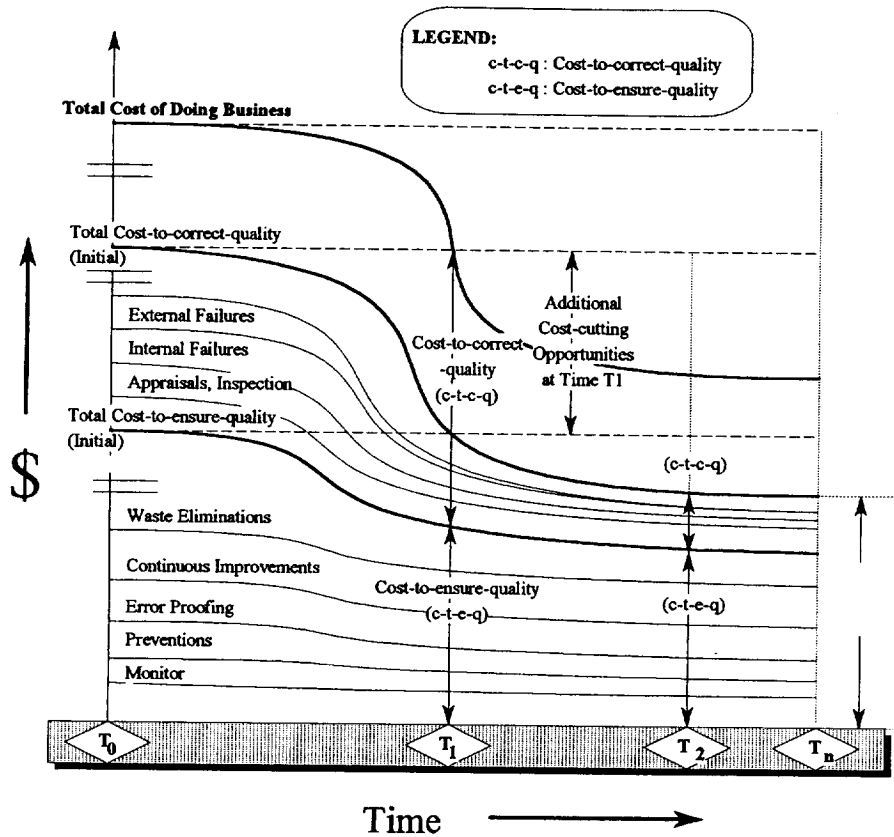 LEGEND:
c-t-c-q : Cost-to-correct-quality
c-t-e-q : Cost-to-ensure-quality
Total Cost of Doing Business
Total Cost-to-correct-quality
(Initial)
External Failures
Internal Failures
Appraisals, Inspection
Total Cost-to-ensure-quality
(Initial)
Cost-to-correct
-quality
(c-t-c-q)
Additional
Cost-cutting
Opportunities
at Time T1
(c-t-c-q)
$
Waste Eliminations
Continuous Improvements
Error Proofing
Preventions
Monitor
Cost-to-ensure-quality
(c-t-e-q)
(c-t-e-q)
T0
T1
T2
Tn
Time